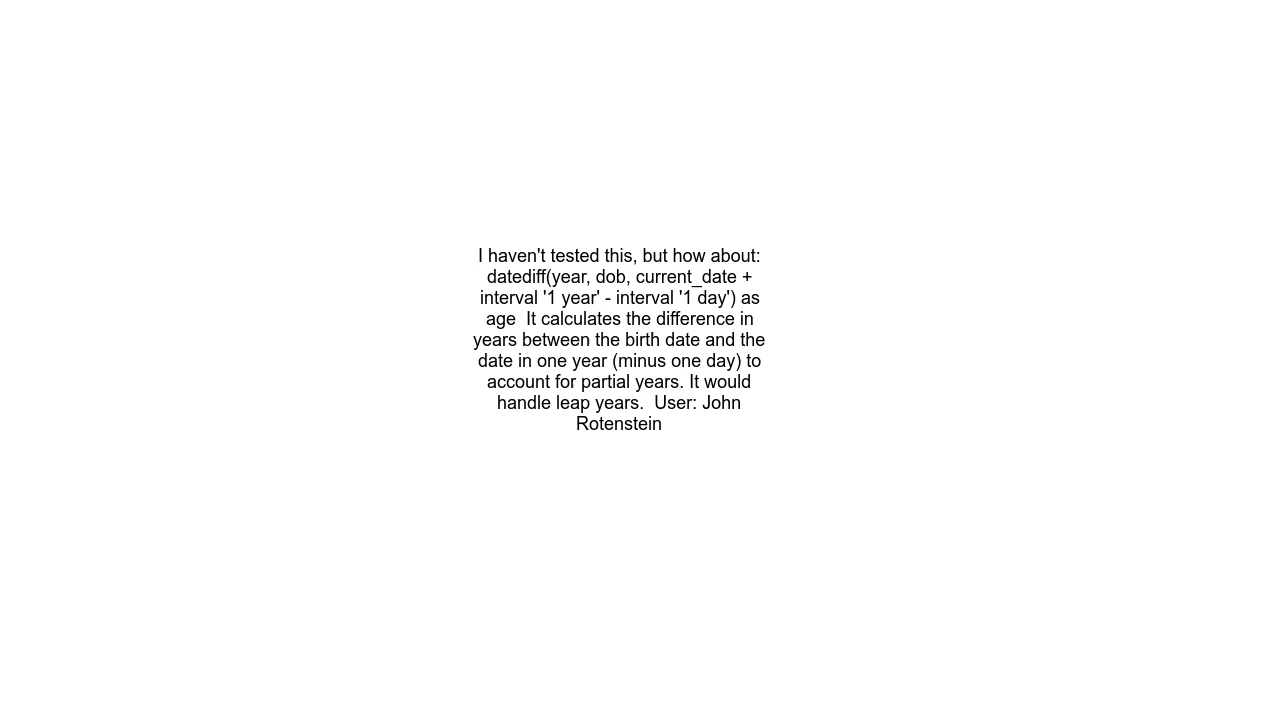 I haven't tested this, but how about:
datediff(year, dob, current_date +
interval '1 year' - interval '1 day') as
age  It calculates the difference in
years between the birth date and the
date in one year (minus one day) to
account for partial years. It would
handle leap years.  User: John
Rotenstein